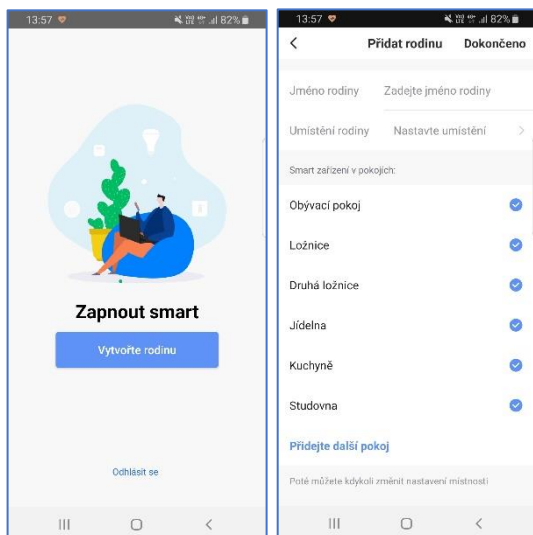 13:57 82%
Zapnout smart
Vytvořte rodinu
Odhlásit se
13:57 82%
Přidat rodinu Dokončeno
Jméno rodiny Zadejte jméno rodiny
Umístění rodiny Nastavte umístění
Smart zařízení v pokojích:
Obývací pokoj
Ložnice
Druhá ložnice
Jídelna
Kuchyně
Studovna
Přidejte další pokoj
Poté můžete kdykoli změnit nastavení místnosti